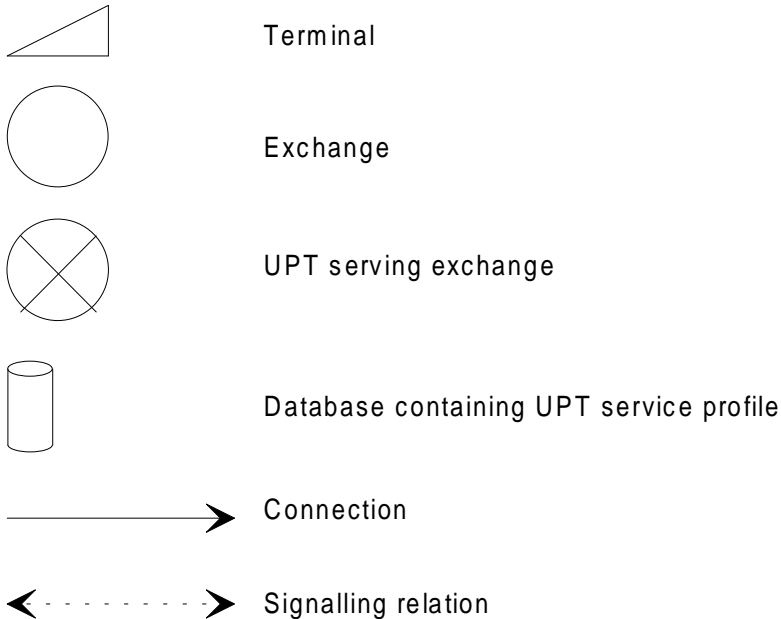 Terminal
Exchange
UPT serving exchange
Database containing UPT service profile
Connection
Signalling relation